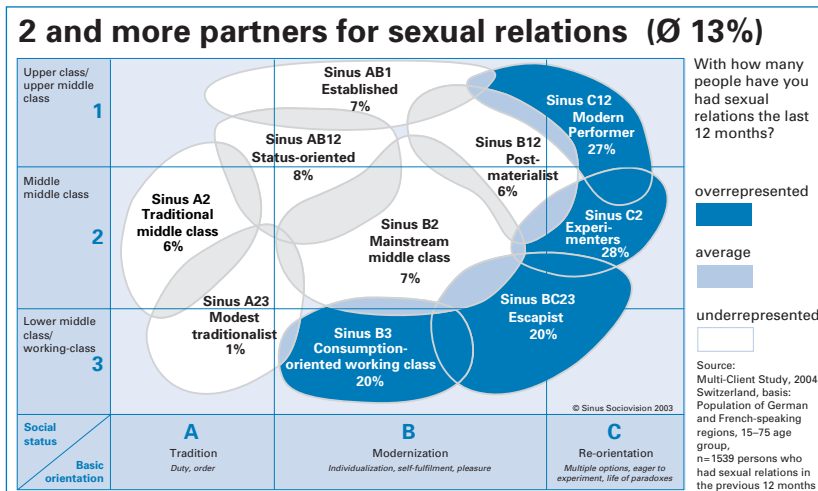 2 and more partners for sexual relations (Ø 13%)
Upper class/
upper middle
class
1
Middle
middle class
2
Lower middle
class/
working-class
3
Sinus AB1
Established
7%
Sinus AB12
Status-oriented
8%
Sinus A2
Traditional
middle class
6%
Sinus A23
Modest
traditionalist
1%
Sinus B2
Mainstream
middle class
7%
Sinus B12
Post-
materialist
6%
Sinus C12
Modern
Performer
27%
Sinus C2
Experi-
menters
28%
Sinus BC23
Escapist
20%
Sinus B3
Consumption-
oriented working class
20%
© Sinus Sociovision 2003
Social
status
Basic
orientation
A
Tradition
Duty, order
B
Modernization
Individualization, self-fulfilment, pleasure
C
Re-orientation
Multiple options, eager to
experiment, life of paradoxes
With how many
people have you
had sexual
relations the last
12 months?
overrepresented
average
underrepresented
Source:
Multi-Client Study, 2004
Switzerland, basis:
Population of German
and French-speaking
regions, 15–75 age
group,
n=1539 persons who
had sexual relations in
the previous 12 months